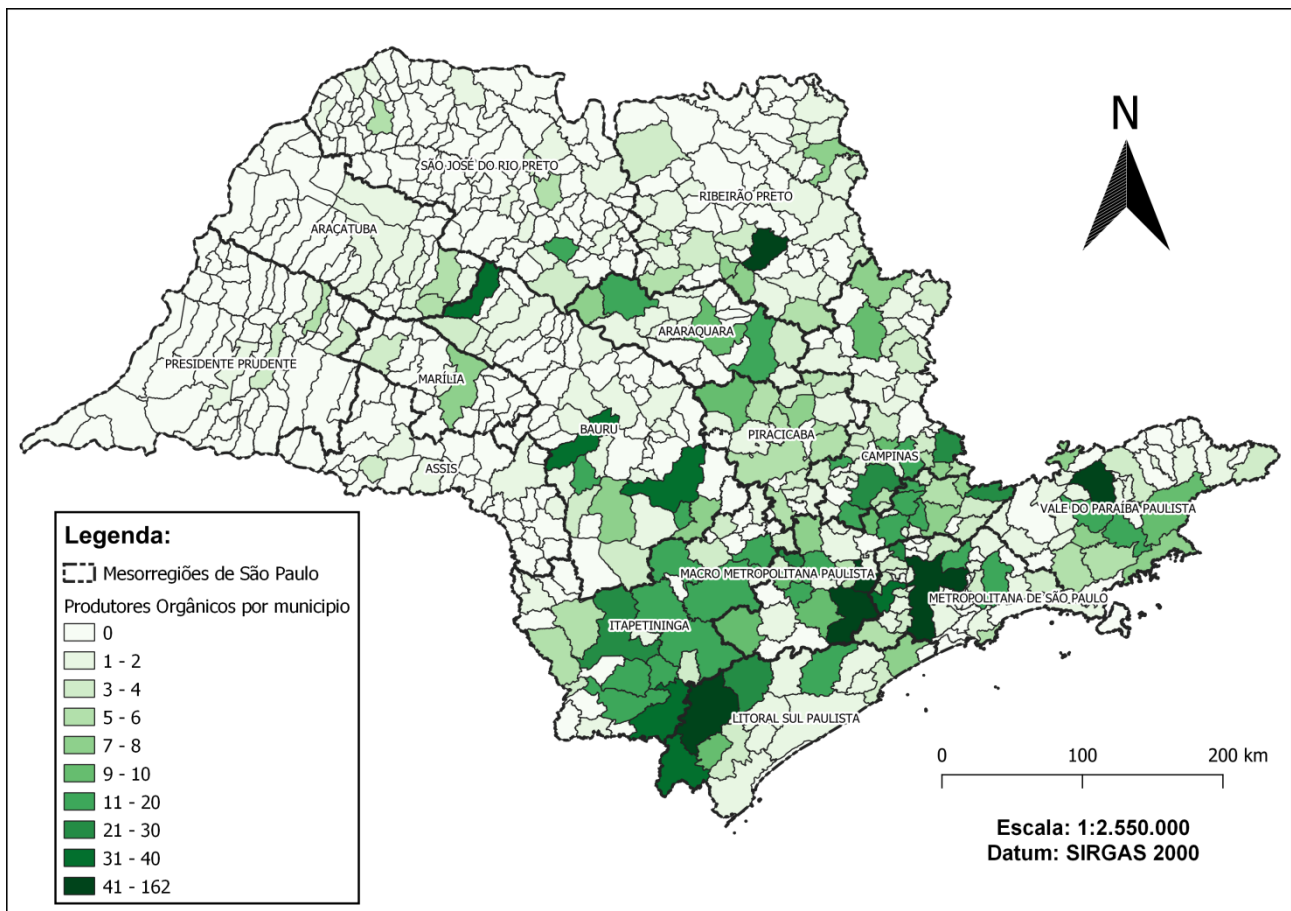 N
SÃO JOSÉ DO RIO PRETO
RIBEIRÃO PRETO
ARAÇATUBA
ARARAQUARA
PRESIDENTE PRUDENTE
MARÍLIA
BAURU
PIRACICABA
CAMPINAS
ASSIS
VALE DO PARAÍBA PAULISTA
MACRO METROPOLITANA PAULISTA
METROPOLITANA DE SÃO PAULO
ITAPETININGA
LITORAL SUL PAULISTA
Legenda:
Mesorregiões de São Paulo
Produtores Orgânicos por municipio
0
1 - 2
3 - 4
5 - 6
7 - 8
9 - 10
11 - 20
21 - 30
31 - 40
41 - 162
0 100 200 km
Escala: 1:2.550.000
Datum: SIRGAS 2000